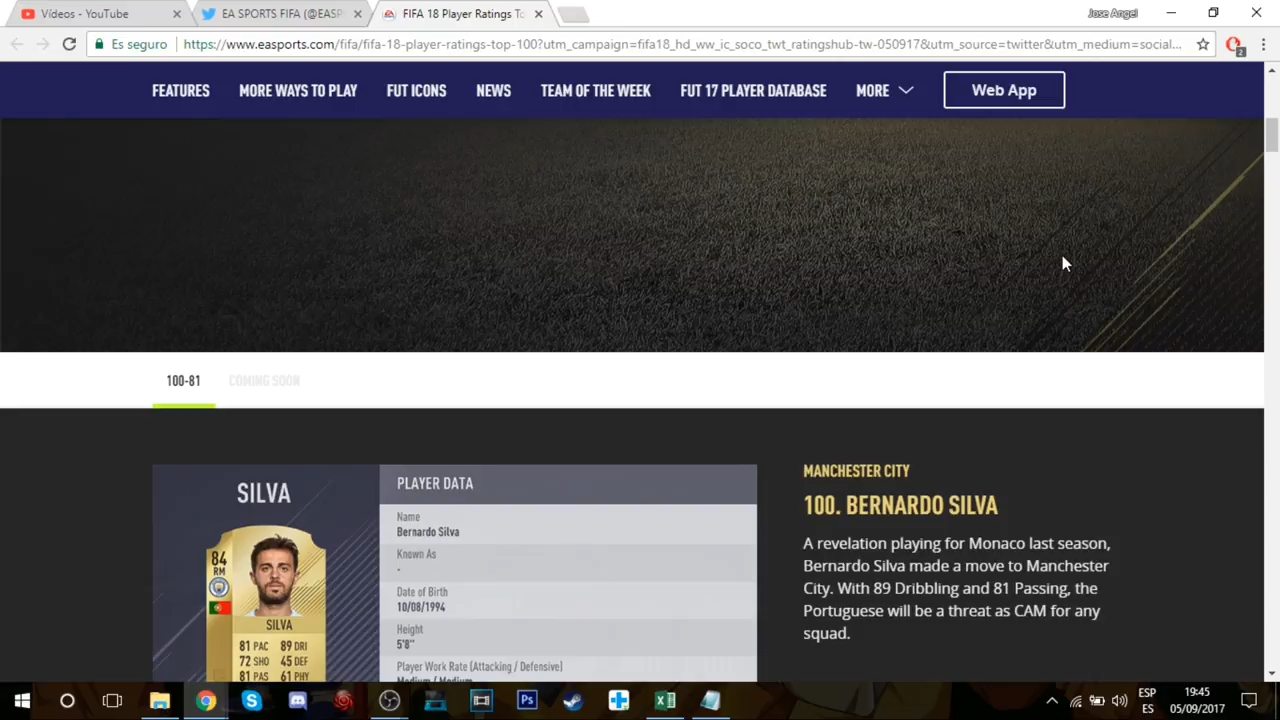 Vídeos - YouTube
EA SPORTS FIFA (@EASP
FIFA 18 Player Ratings To
Jose Angel
Es seguro https://www.easports.com/fifa/fifa-18-player-ratings-top-100?utm_campaign=fifa18_hd_ww_ic_soco_twt_ratingshub-tw-050917&utm_source=twitter&utm_medium=social...
2
FEATURES MORE WAYS TO PLAY FUT ICONS NEWS TEAM OF THE WEEK FUT 17 PLAYER DATABASE MORE Web App
100-81 COMING SOON
SILVA
84
RM
SILVA
81 PAC 89 DRI
72 SHO 45 DEF
81 PAS 61 PHY
PLAYER DATA
Name
Bernardo Silva
Known As
-
Date of Birth
10/08/1994
Height
5'8"
Player Work Rate (Attacking / Defensive)
Medium / Medium
MANCHESTER CITY
100. BERNARDO SILVA
A revelation playing for Monaco last season,
Bernardo Silva made a move to Manchester
City. With 89 Dribbling and 81 Passing, the
Portuguese will be a threat as CAM for any
squad.
Ps
ESP
ES
19:45
05/09/2017